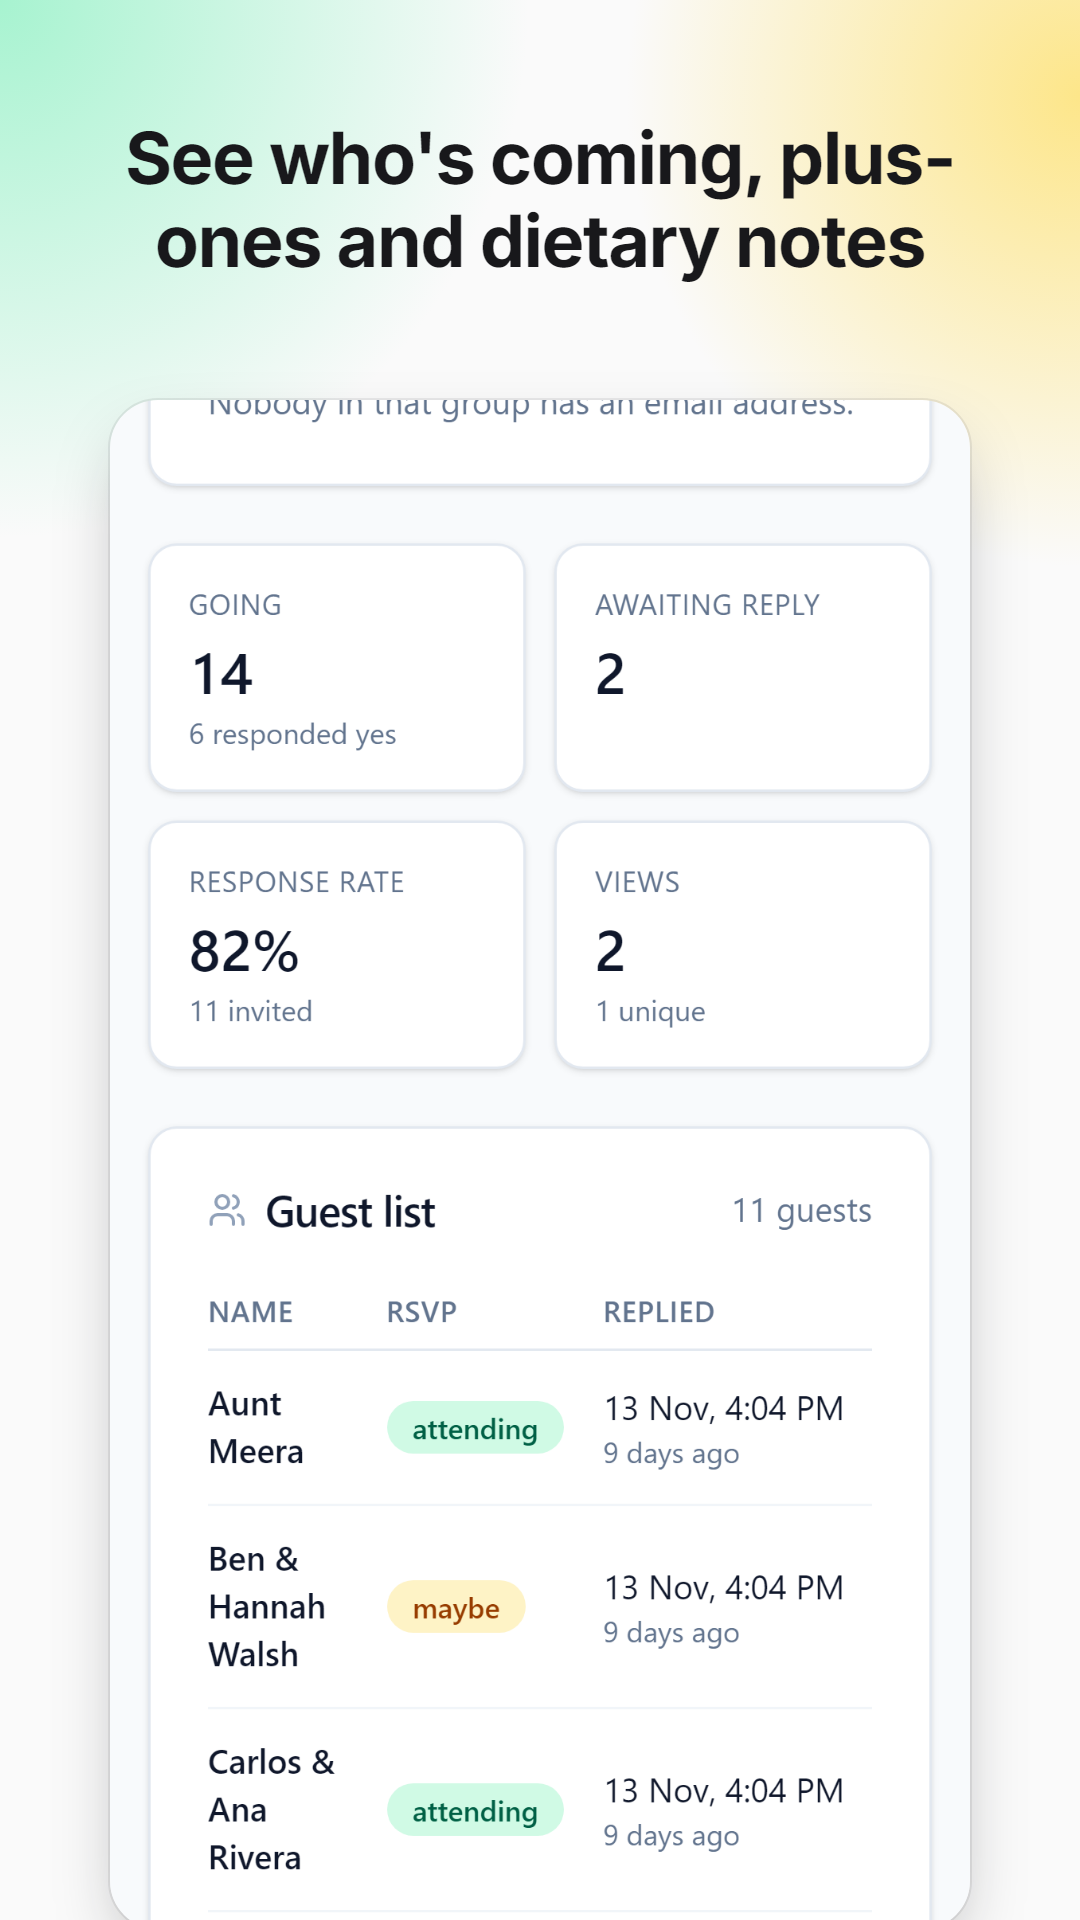 See who's coming, plus-
ones and dietary notes
Nobody in that group has an email address.
GOING
14
6 responded yes
AWAITING REPLY
2
RESPONSE RATE
82%
11 invited
VIEWS
2
1 unique
Guest list
11 guests
NAME RSVP REPLIED
Aunt
Meera
attending
13 Nov, 4:04 PM
9 days ago
Ben &
Hannah
Walsh
maybe
13 Nov, 4:04 PM
9 days ago
Carlos &
Ana
Rivera
attending
13 Nov, 4:04 PM
9 days ago